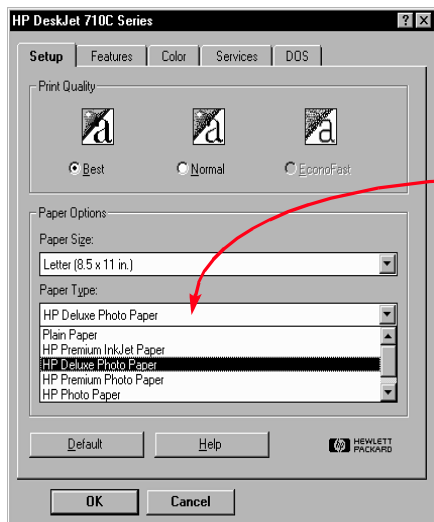 HP DeskJet 710C Series ? X
Setup Features Color Services DOS
Print Quality
a a a
Best Normal EconoFast
Paper Options
Paper Size:
Letter (8.5 x 11 in.)
Paper Type:
HP Deluxe Photo Paper
Plain Paper
HP Premium InkJet Paper
HP Deluxe Photo Paper
HP Premium Photo Paper
HP Photo Paper
Default Help hp HEWLETT
PACKARD
OK Cancel